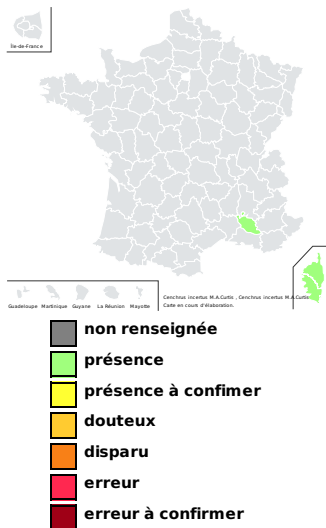 Île-de-France
Guadeloupe Martinique Guyane La Réunion Mayotte
Cenchrus incertus M.A.Curtis , Cenchrus incertus M.A.Curtis
Carte en cours d'élaboration.
non renseignée
présence
présence à confimer
douteux
disparu
erreur
erreur à confirmer